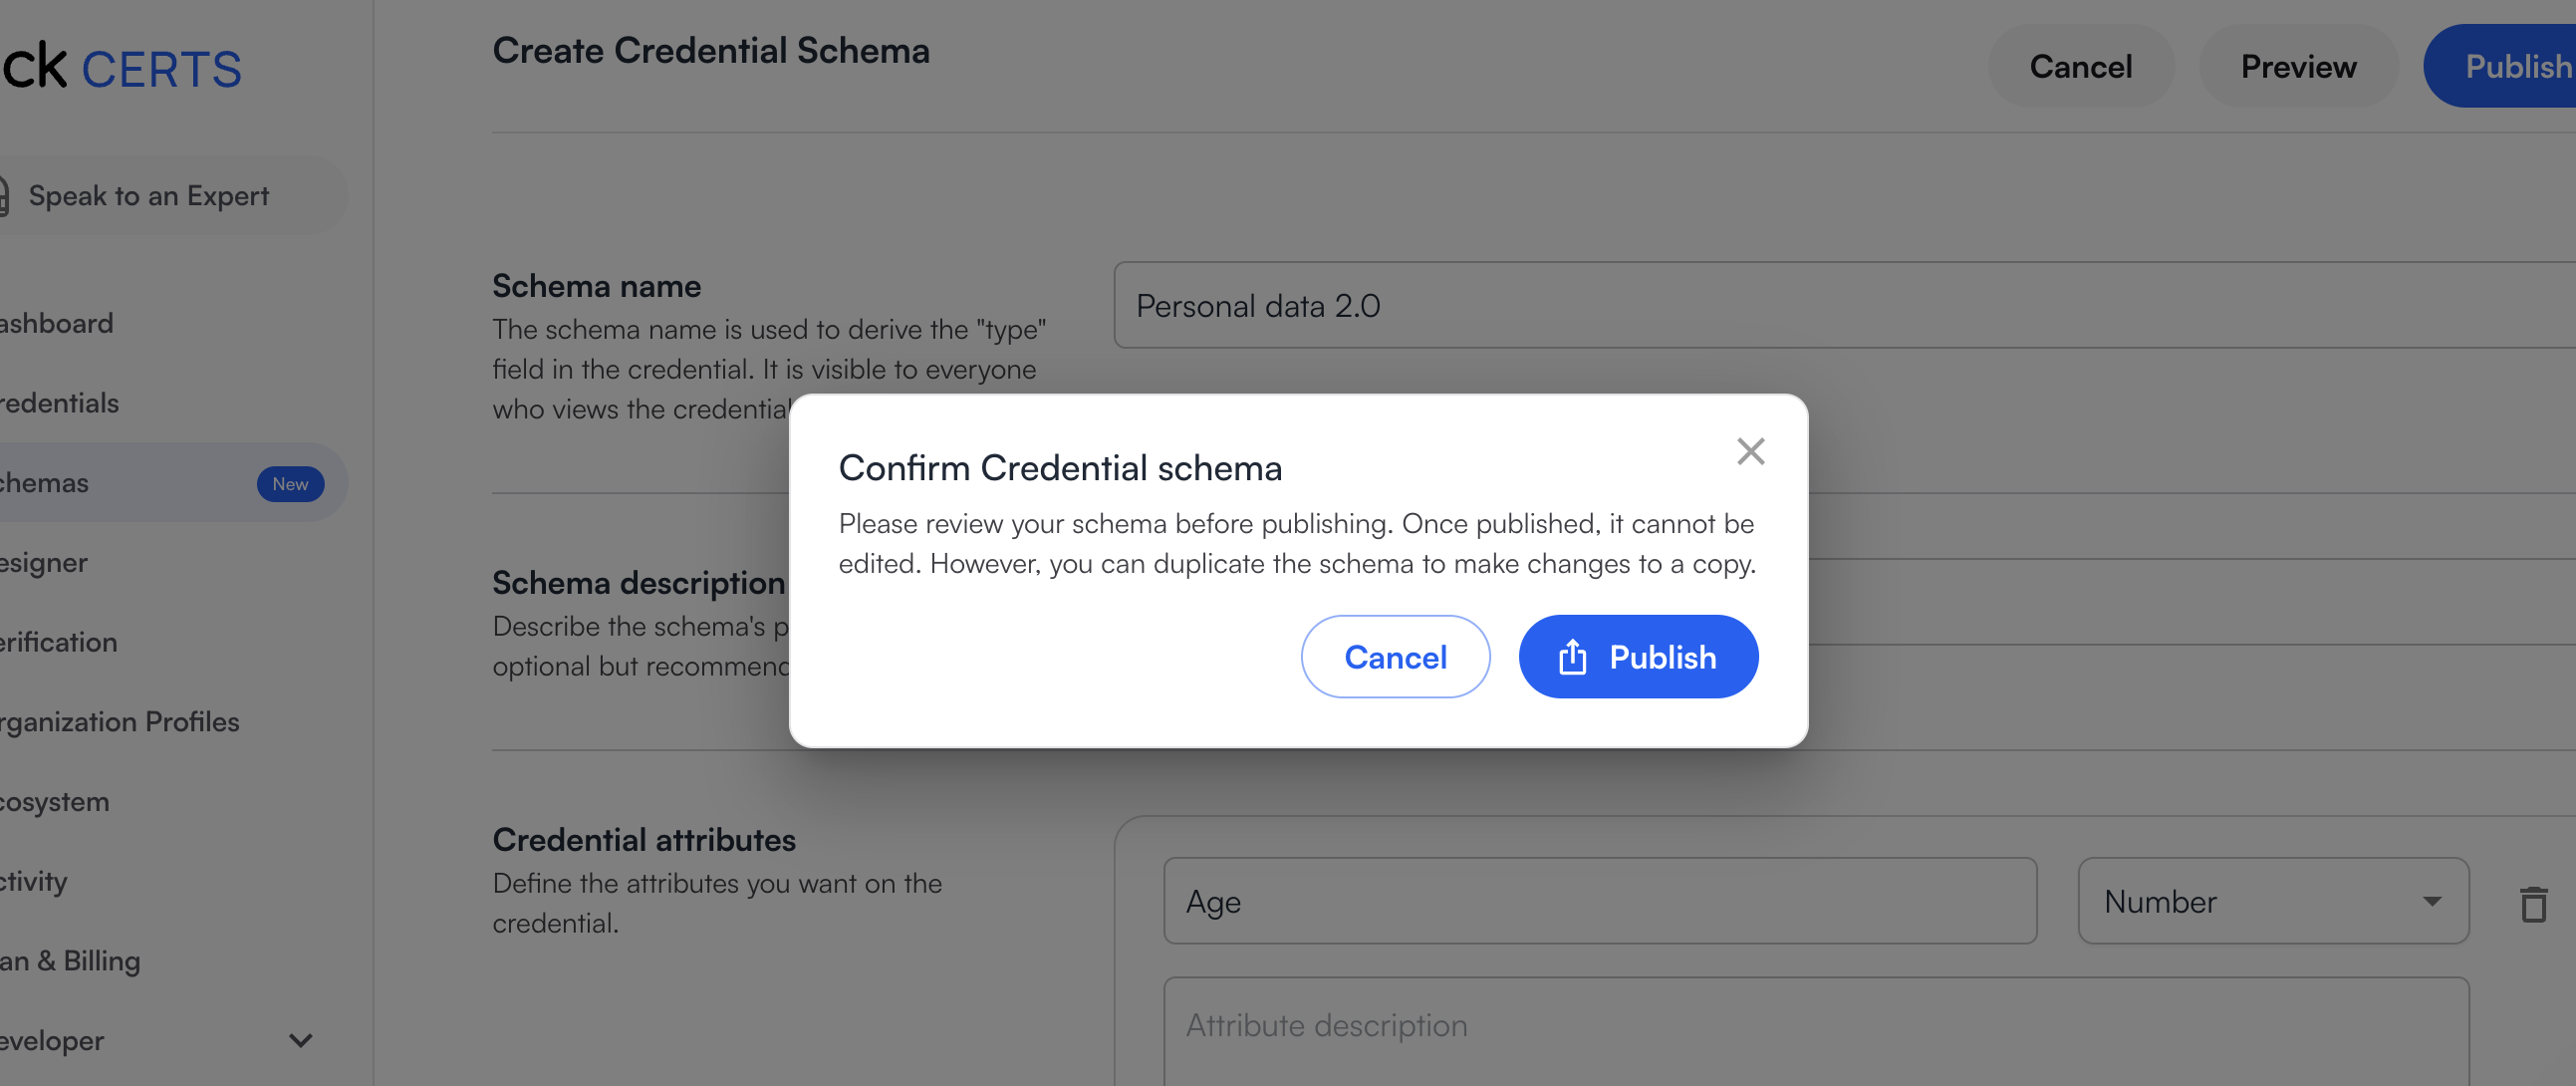 ck CERTS
Speak to an Expert
ashboard
redentials
chemas
New
esigner
erification
rganization Profiles
cosystem
ctivity
an & Billing
eveloper
Create Credential Schema
Cancel
Preview
Publish
Schema name
The schema name is used to derive the "type"
field in the credential. It is visible to everyone
who views the credential
Personal data 2.0
Confirm Credential schema
Please review your schema before publishing. Once published, it cannot be
edited. However, you can duplicate the schema to make changes to a copy.
Cancel
Publish
Schema description
Describe the schema's p
optional but recommend
Credential attributes
Define the attributes you want on the
credential.
Age
Number
Attribute description